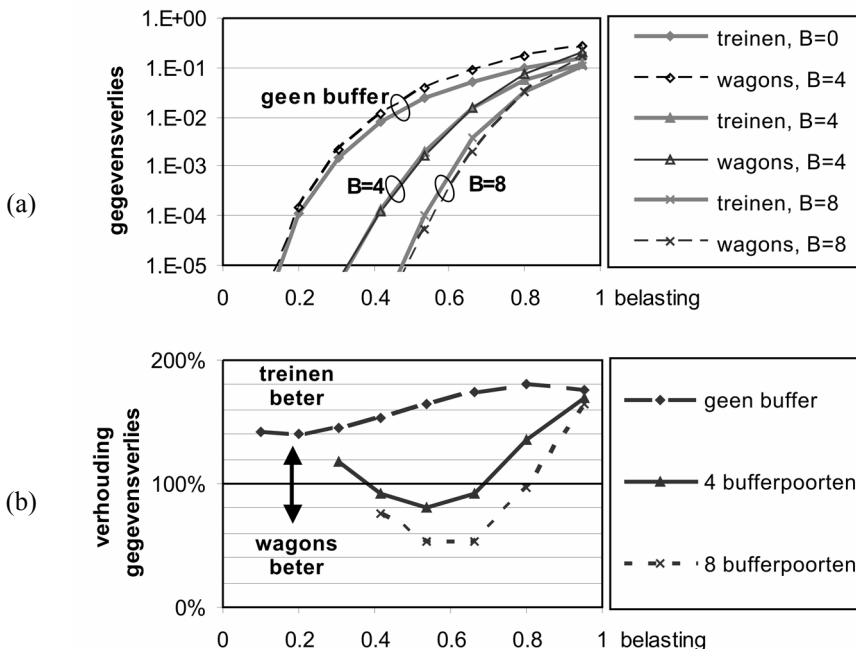 (a)
gegevensverlies
1.E+00
1.E-01
1.E-02
1.E-03
1.E-04
1.E-05
geen buffer
B=4
B=8
0
0.2
0.4
0.6
0.8
1
belasting
treinen, B=0
wagons, B=4
treinen, B=4
wagons, B=4
treinen, B=8
wagons, B=8
(b)
verhouding
gegevensverlies
200%
100%
0%
treinen
beter
wagons
beter
0
0.2
0.4
0.6
0.8
1
belasting
geen buffer
4 bufferpoorten
8 bufferpoorten